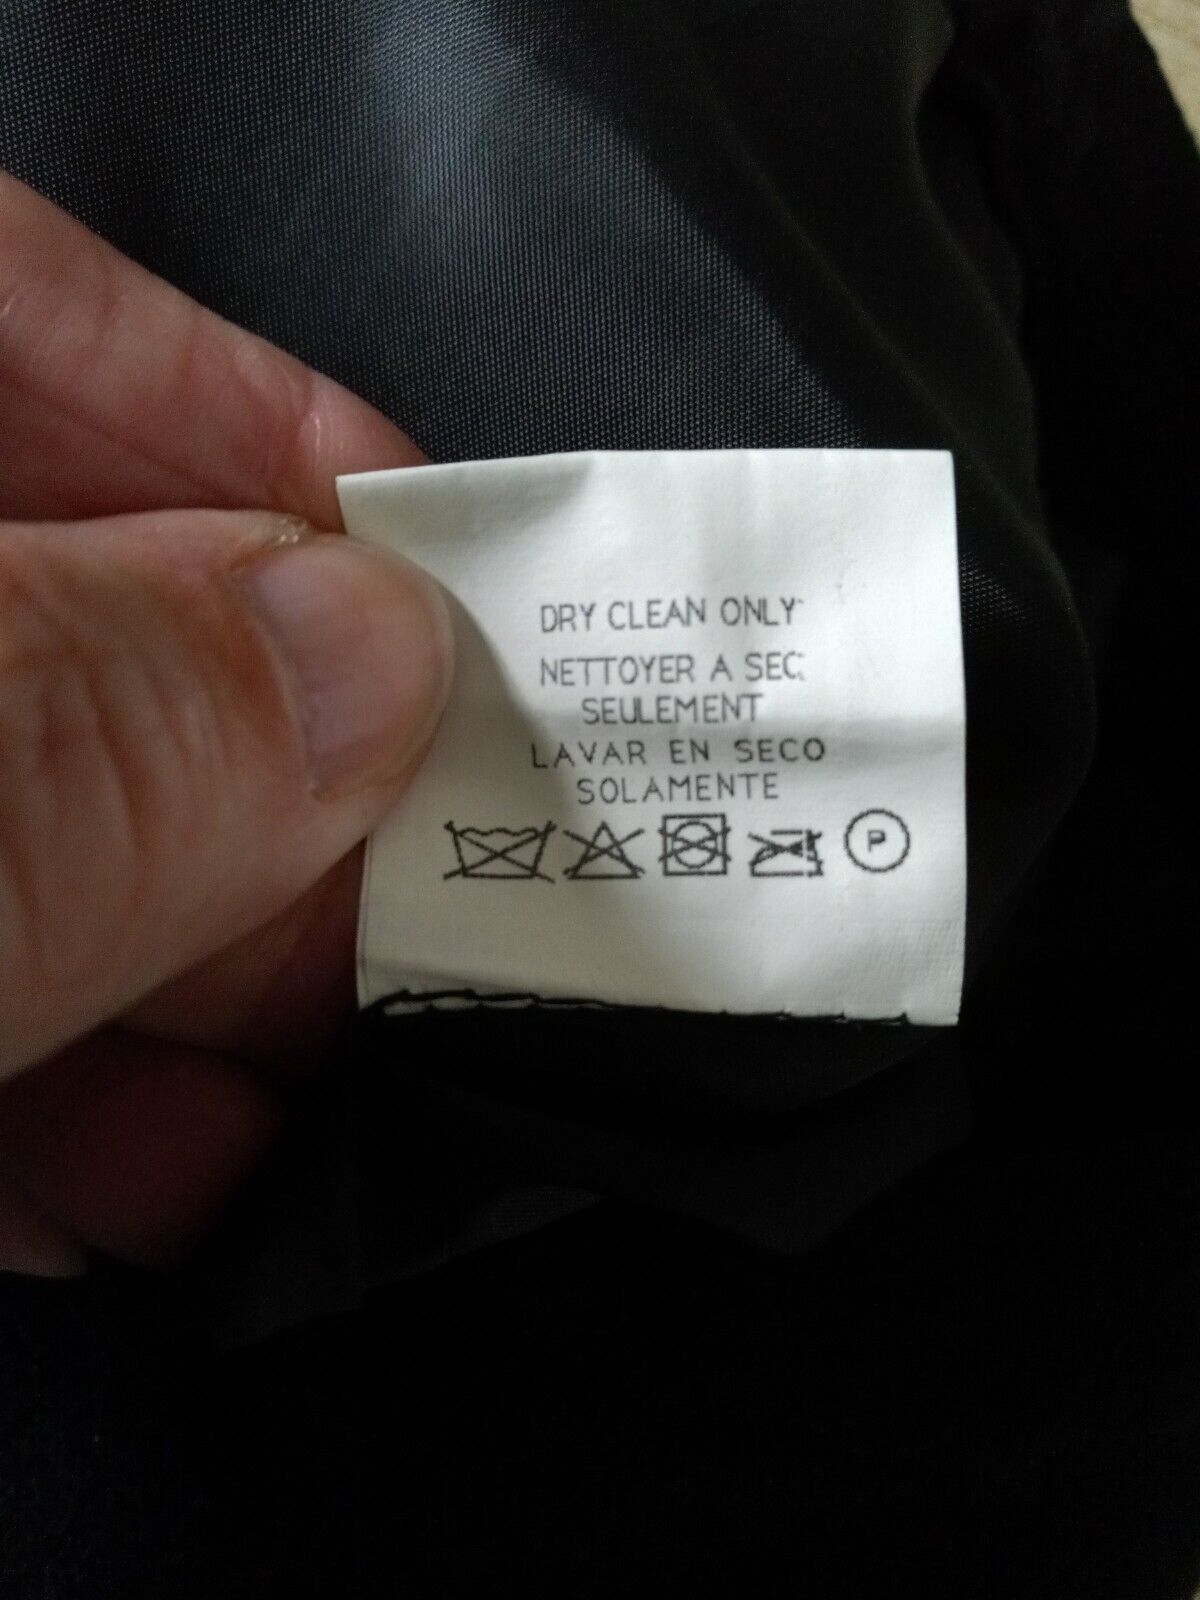 DRY CLEAN ONLY
NETTOYER A SEC
SEULEMENT
LAVAR EN SECO
SOLAMENTE
P